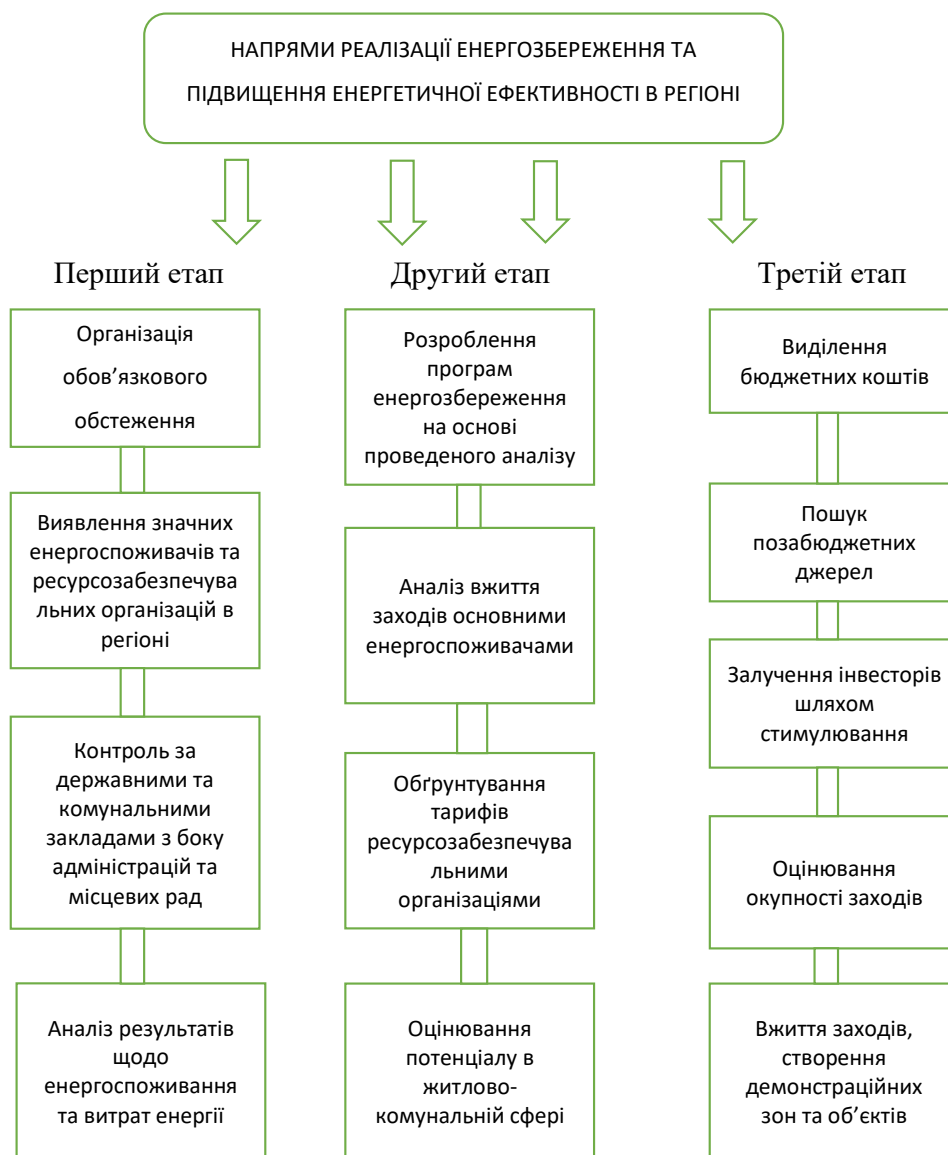 НАПРЯМИ РЕАЛІЗАЦІЇ ЕНЕРГОЗБЕРЕЖЕННЯ ТА
ПІДВИЩЕННЯ ЕНЕРГЕТИЧНОЇ ЕФЕКТИВНОСТІ В РЕГІОНІ
Перший етап
Організація
обов’язкового
обстеження
Виявлення значних
енергоспоживачів та
ресурсозабезпечува
льних організацій в
регіоні
Контроль за
державними та
комунальними
закладами з боку
адміністрацій та
місцевих рад
Аналіз результатів
щодо
енергоспоживання
та витрат енергії
Другий етап
Розроблення
програм
енергозбереження
на основі
проведеного аналізу
Аналіз вжиття
заходів основними
енергоспоживачами
Обґрунтування
тарифів
ресурсозабезпечува
льними
організаціями
Оцінювання
потенціалу в
житлово-
комунальній сфері
Третій етап
Виділення
бюджетних коштів
Пошук
позабюджетних
джерел
Залучення інвесторів
шляхом
стимулювання
Оцінювання
окупності заходів
Вжиття заходів,
створення
демонстраційних
зон та об’єктів